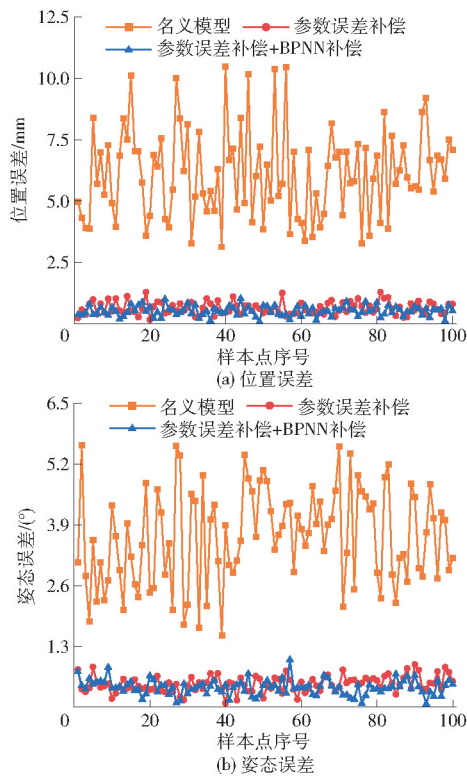 12.5
名义模型 参数误差补偿
参数误差补偿+BPNN补偿
10.0
7.5
5.0
2.5
位置误差/mm
0 20 40 60 80 100
样本点序号
(a) 位置误差
6.5
名义模型 参数误差补偿
参数误差补偿+BPNN补偿
5.2
3.9
2.6
1.3
姿态误差/(°)
0 20 40 60 80 100
样本点序号
(b) 姿态误差